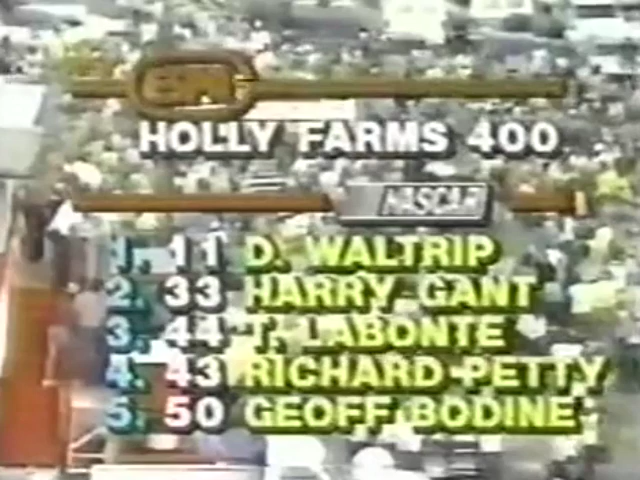 ESPN
HOLLY FARMS 400
NASCAR
1. 11 D. WALTRIP
2. 33 HARRY GANT
3. 44 T. LABONTE
4. 43 RICHARD PETTY
5. 50 GEOFF BODINE